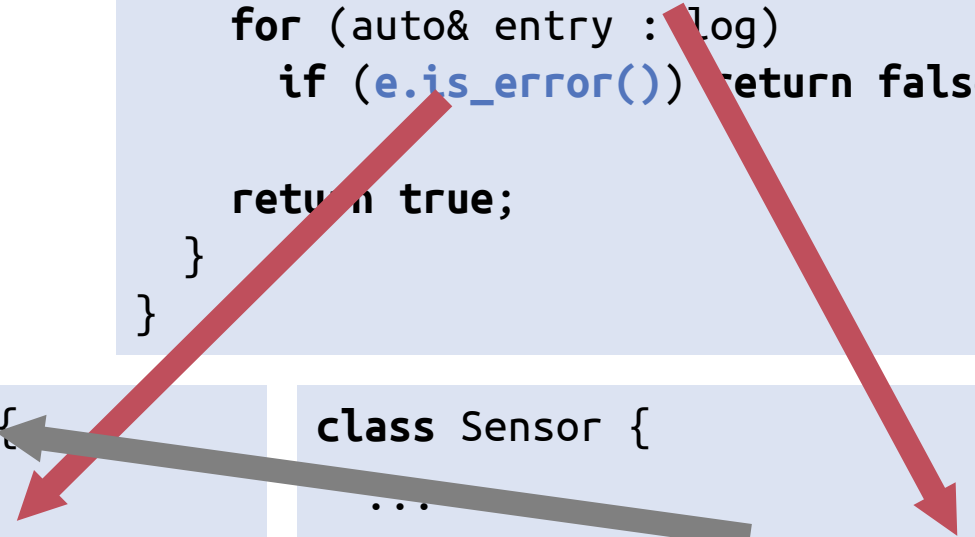 for (auto& entry : log)
if (e.is_error()) return fals
return true;
}
}
{
class Sensor {
...